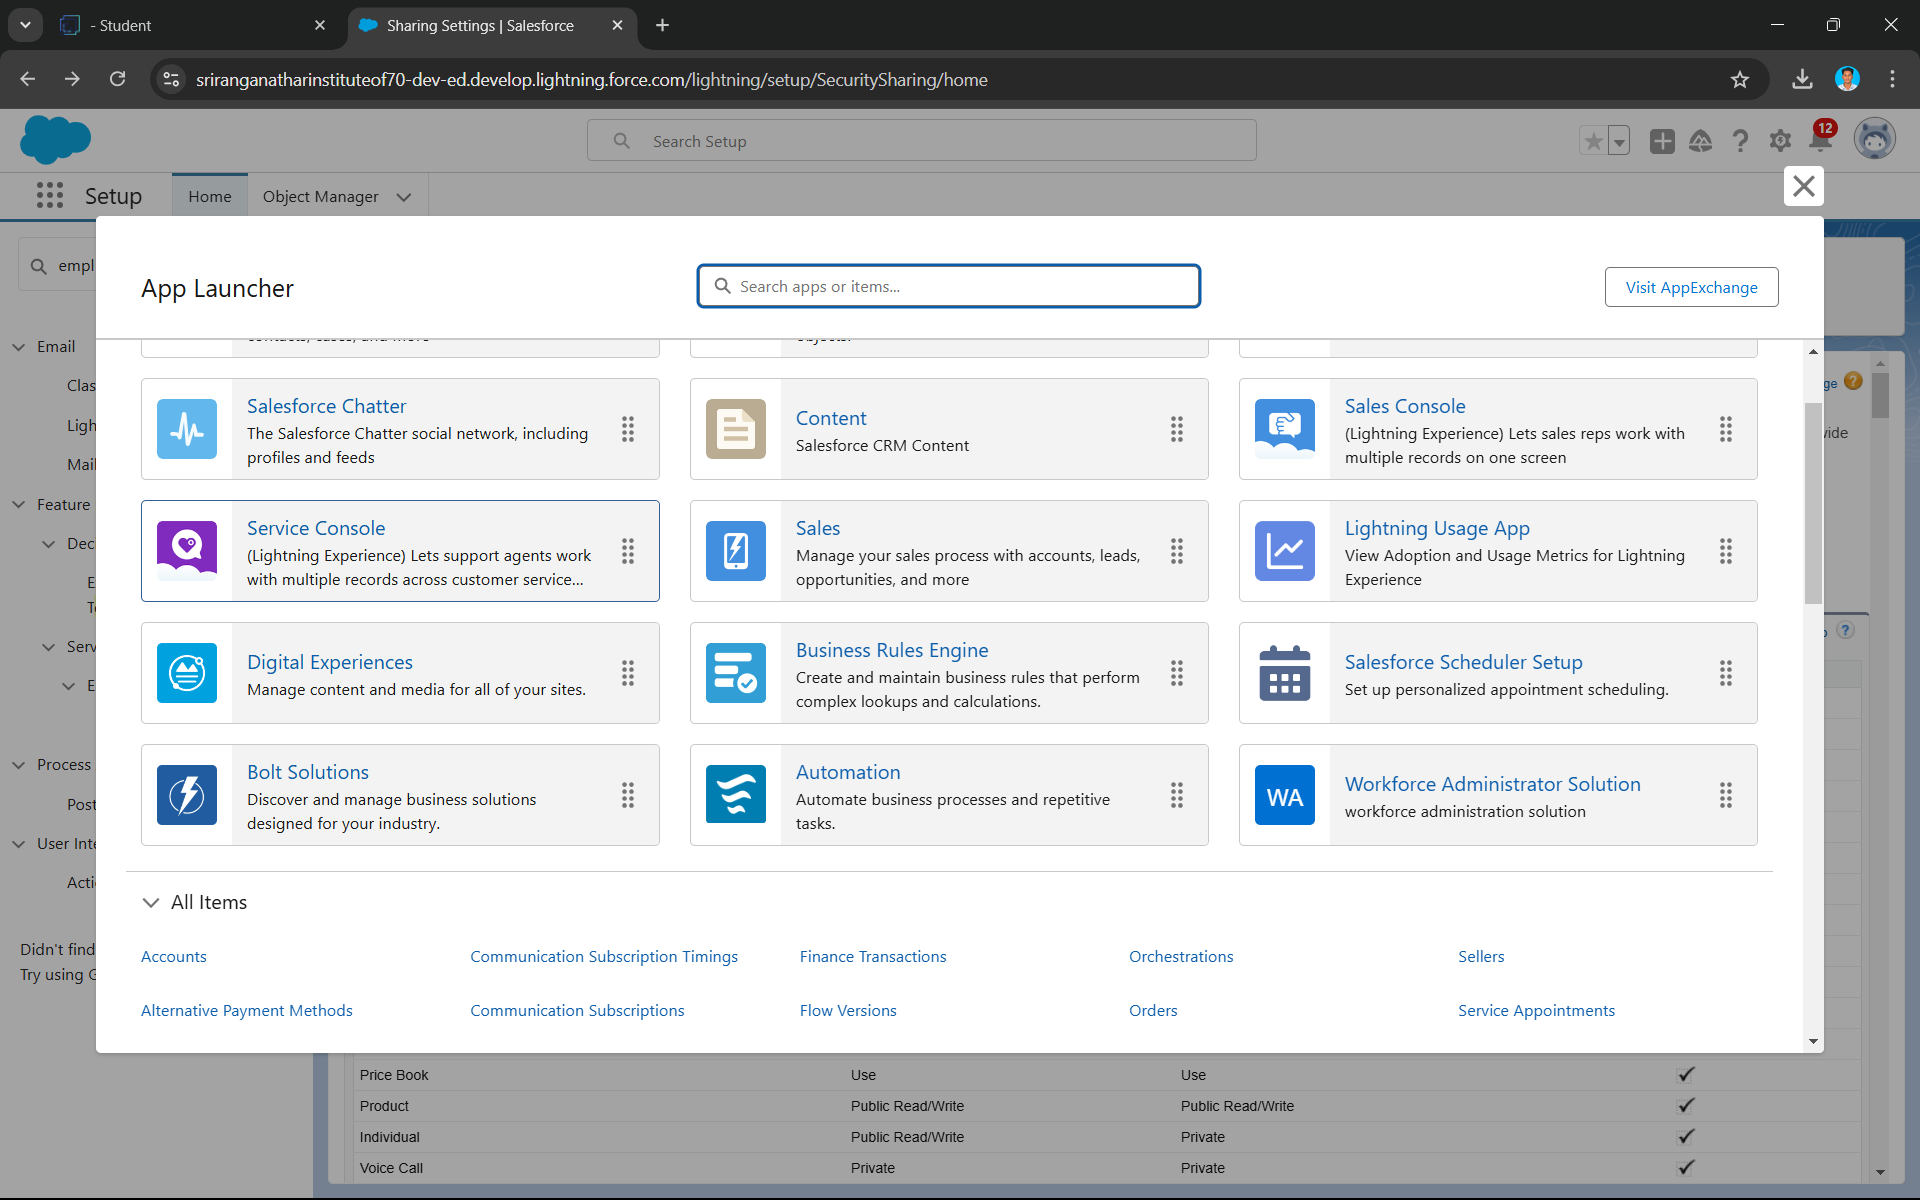 - Student
Sharing Settings | Salesforce
sriranganatharinstituteof70-dev-ed.develop.lightning.force.com/lightning/setup/SecuritySharing/home
Search Setup
12
Setup
Home
Object Manager
empl
App Launcher
Search apps or items...
Visit AppExchange
Email
Clas
Ligh
Mail
Feature
Dec
E
Te
Serv
E
Process
Post
User Inte
Acti
Didn't find
Try using G
Salesforce Chatter
The Salesforce Chatter social network, including
profiles and feeds
Content
Salesforce CRM Content
Sales Console
(Lightning Experience) Lets sales reps work with
multiple records on one screen
Service Console
(Lightning Experience) Lets support agents work
with multiple records across customer service...
Sales
Manage your sales process with accounts, leads,
opportunities, and more
Lightning Usage App
View Adoption and Usage Metrics for Lightning
Experience
Digital Experiences
Manage content and media for all of your sites.
Business Rules Engine
Create and maintain business rules that perform
complex lookups and calculations.
Salesforce Scheduler Setup
Set up personalized appointment scheduling.
Bolt Solutions
Discover and manage business solutions
designed for your industry.
Automation
Automate business processes and repetitive
tasks.
WA
Workforce Administrator Solution
workforce administration solution
All Items
Accounts
Communication Subscription Timings
Finance Transactions
Orchestrations
Sellers
Alternative Payment Methods
Communication Subscriptions
Flow Versions
Orders
Service Appointments
Price Book Use Use
Product Public Read/Write Public Read/Write
Individual Public Read/Write Private
Voice Call Private Private